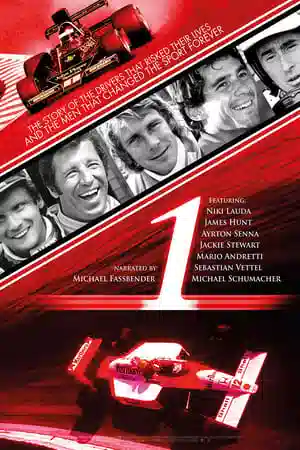 THE STORY OF THE DRIVERS THAT RISKED THEIR LIVES
AND THE MEN THAT CHANGED THE SPORT FOREVER
1
FEATURING:
NIKI LAUDA
JAMES HUNT
AYRTON SENNA
JACKIE STEWART
MARIO ANDRETTI
SEBASTIAN VETTEL
MICHAEL SCHUMACHER
NARRATED BY:
MICHAEL FASSBENDER
Marlboro